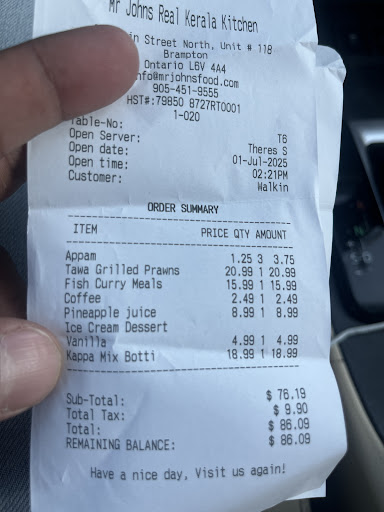 Mr Johns Real Kerala Kitchen
in Street North, Unit # 118
Brampton
Ontario L6V 4A4
nfo@mrjohnsfood.com
905-451-9555
HST#:79850 8727RT0001
1-020
Table-No: T6
Open Server: Theres S
Open date: 01-Jul-2025
Open time: 02:21PM
Customer: Walkin
ORDER SUMMARY
ITEM PRICE QTY AMOUNT
Appam 1.25 3 3.75
Tawa Grilled Prawns 20.99 1 20.99
Fish Curry Meals 15.99 1 15.99
Coffee 2.49 1 2.49
Pineapple juice 8.99 1 8.99
Ice Cream Dessert
Vanilla 4.99 1 4.99
Kappa Mix Botti 18.99 1 18.99
Sub-Total: $ 76.19
Total Tax: $ 9.90
Total: $ 86.09
REMAINING BALANCE: $ 86.09
Have a nice day, Visit us again!